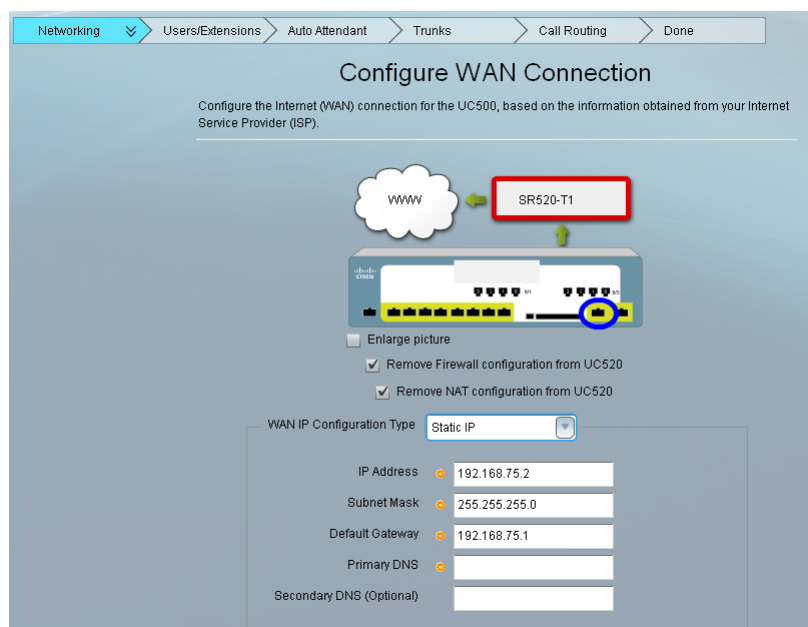 Networking Users/Extensions Auto Attendant Trunks Call Routing Done
Configure WAN Connection
Configure the Internet (WAN) connection for the UC500, based on the information obtained from your Internet
Service Provider (ISP).
WWW SR520-T1
CISCO
Enlarge picture
Remove Firewall configuration from UC520
Remove NAT configuration from UC520
WAN IP Configuration Type Static IP
IP Address 192.168.75.2
Subnet Mask 255.255.255.0
Default Gateway 192.168.75.1
Primary DNS
Secondary DNS (Optional)